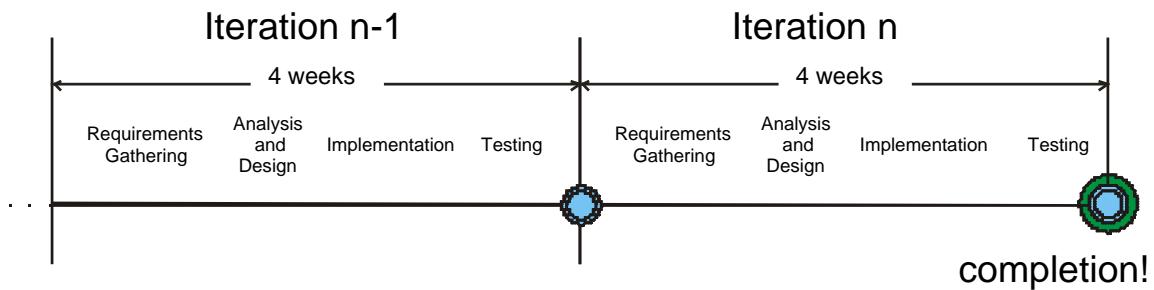 Iteration n-1
Iteration n
4 weeks
4 weeks
Requirements
Gathering
Analysis
and
Design
Implementation
Testing
Requirements
Gathering
Analysis
and
Design
Implementation
Testing
. .
completion!